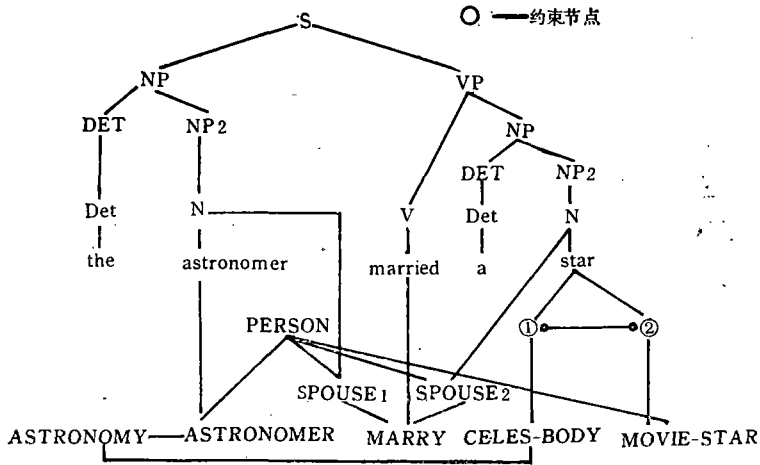 S
○—约束节点
NP VP
DET NP2 NP
DET NP2
Det N V Det N
the astronomer married a star
PERSON ① ②
SPOUSE1 SPOUSE2
ASTRONOMY ASTRONOMER MARRY CELES-BODY MOVIE-STAR